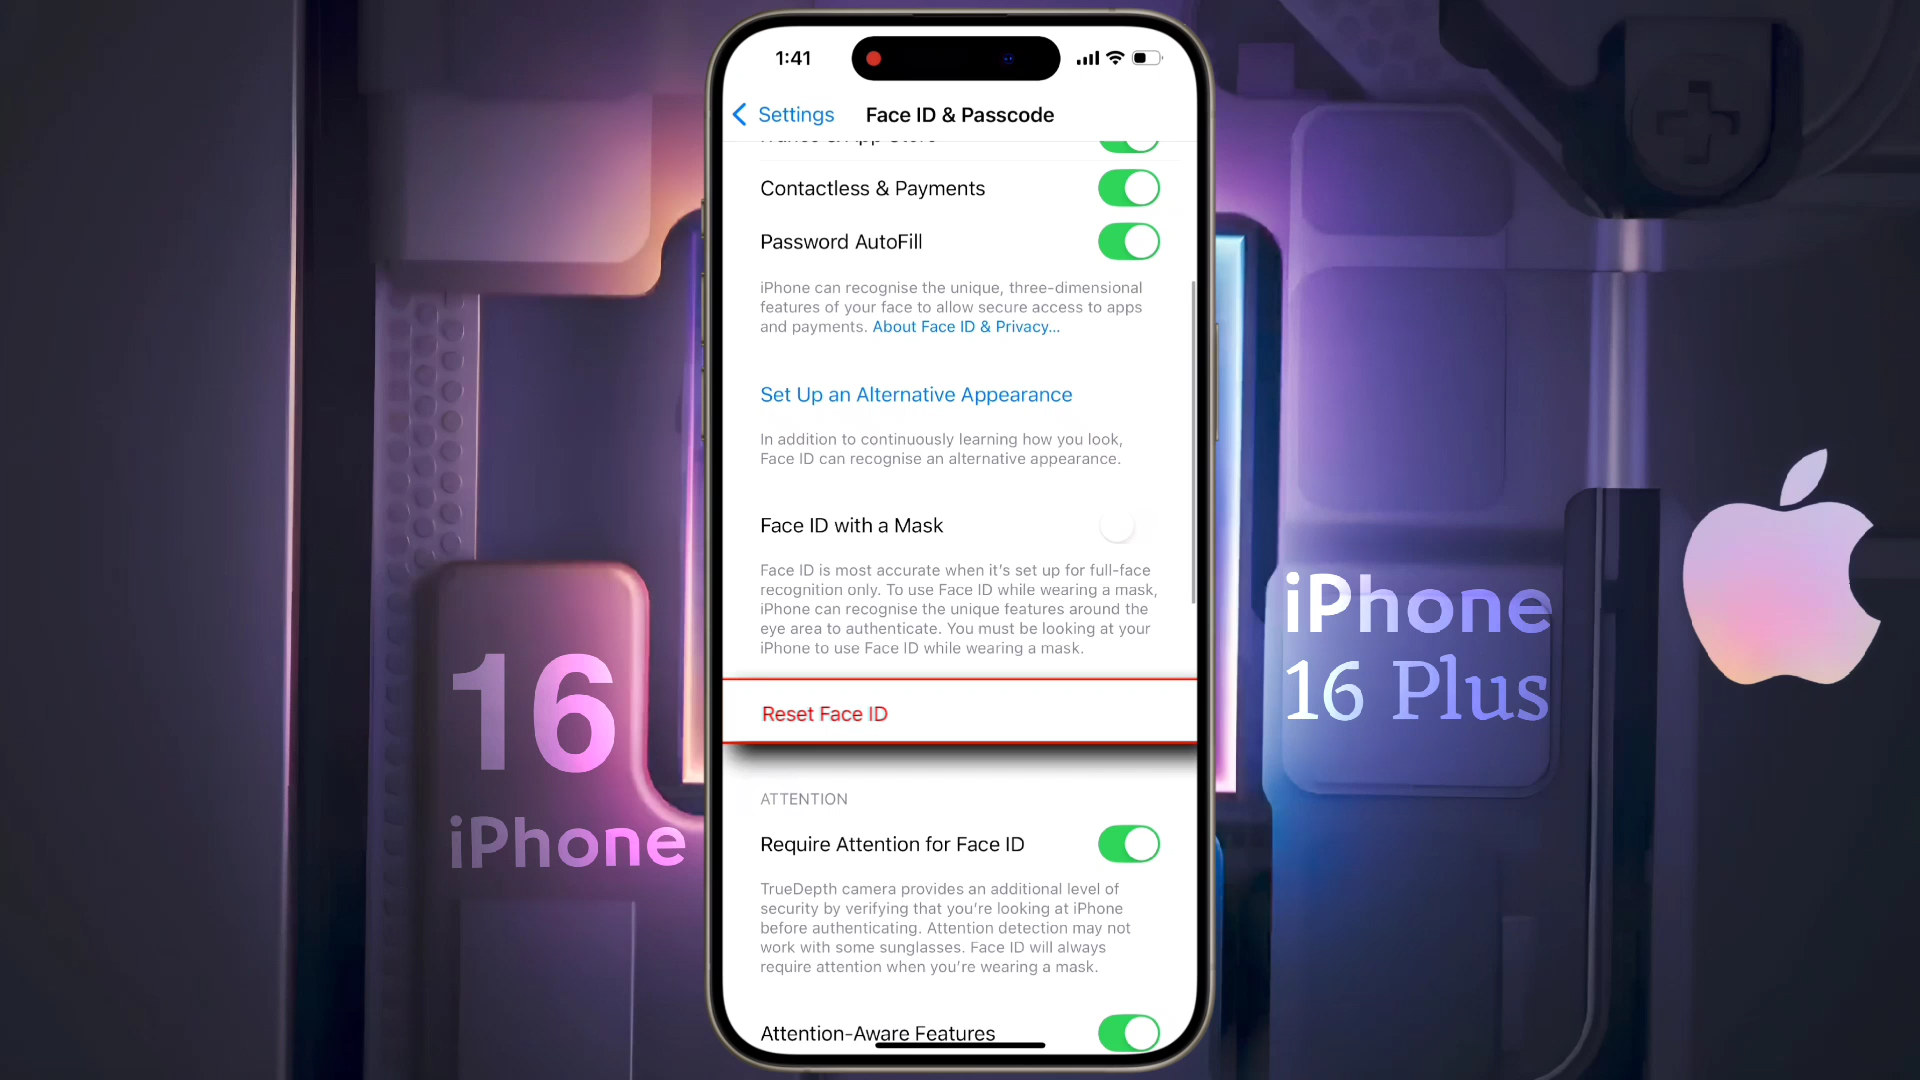 1:41
Settings
Face ID & Passcode
Contactless & Payments
Password AutoFill
iPhone can recognise the unique, three-dimensional
features of your face to allow secure access to apps
and payments. About Face ID & Privacy...
Set Up an Alternative Appearance
In addition to continuously learning how you look,
Face ID can recognise an alternative appearance.
Face ID with a Mask
Face ID is most accurate when it's set up for full-face
recognition only. To use Face ID while wearing a mask,
iPhone can recognise the unique features around the
eye area to authenticate. You must be looking at your
iPhone to use Face ID while wearing a mask.
Reset Face ID
ATTENTION
Require Attention for Face ID
TrueDepth camera provides an additional level of
security by verifying that you're looking at iPhone
before authenticating. Attention detection may not
work with some sunglasses. Face ID will always
require attention when you're wearing a mask.
Attention-Aware Features
16
iPhone
iPhone
16 Plus